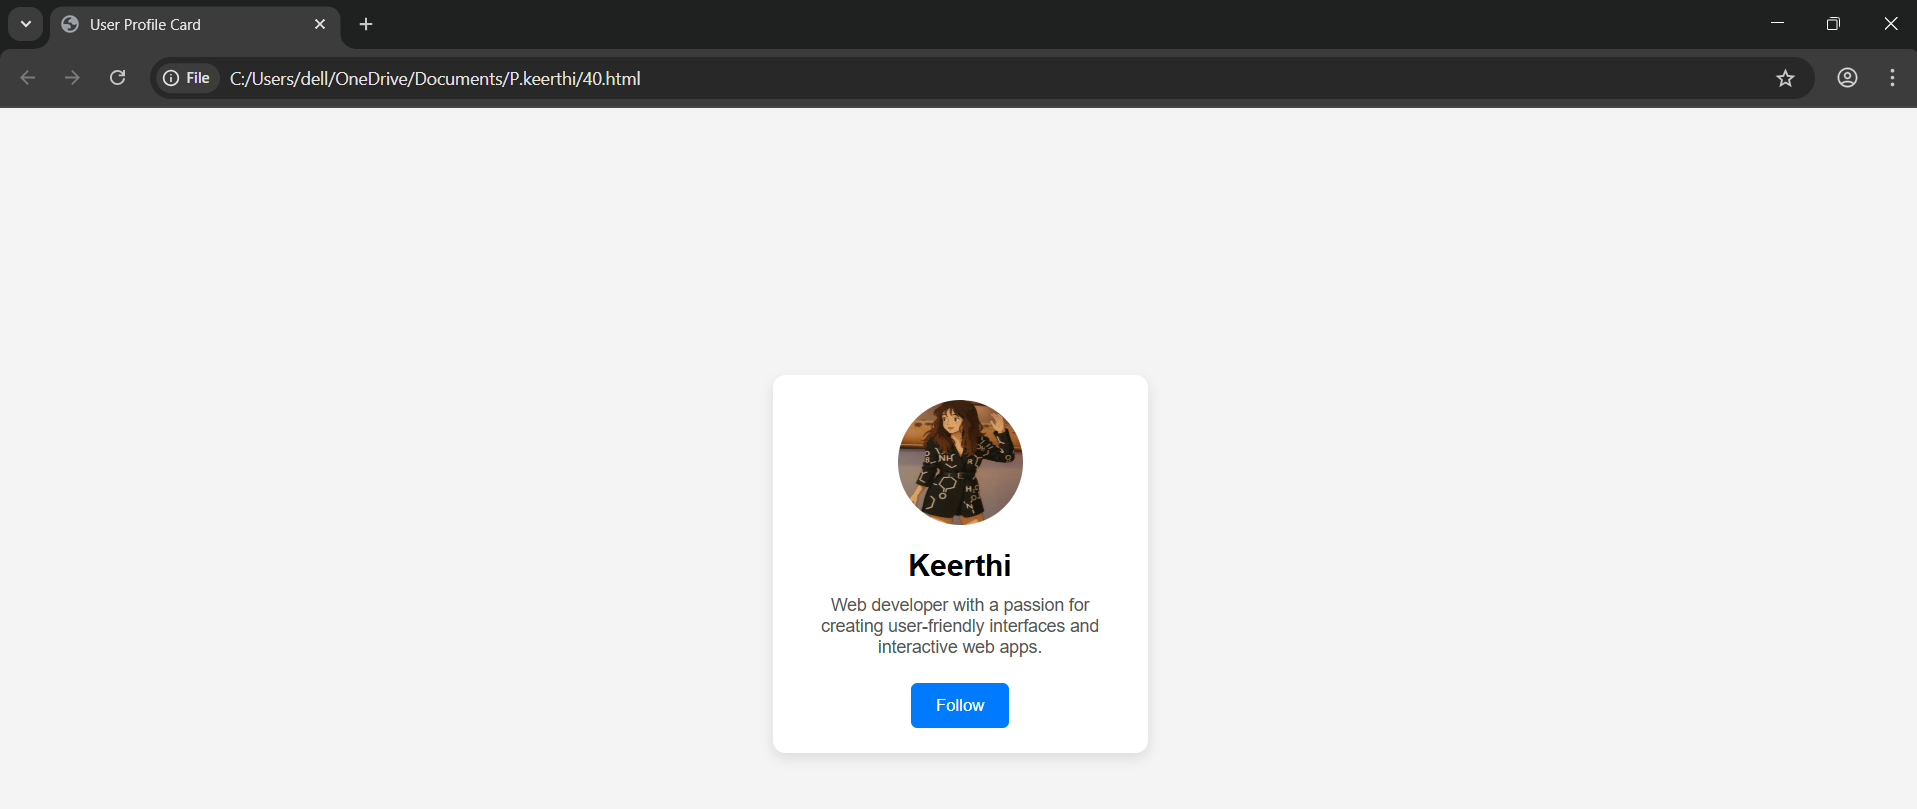 User Profile Card
File C:/Users/dell/OneDrive/Documents/P.keerthi/40.html
NH
Keerthi
Web developer with a passion for
creating user-friendly interfaces and
interactive web apps.
Follow